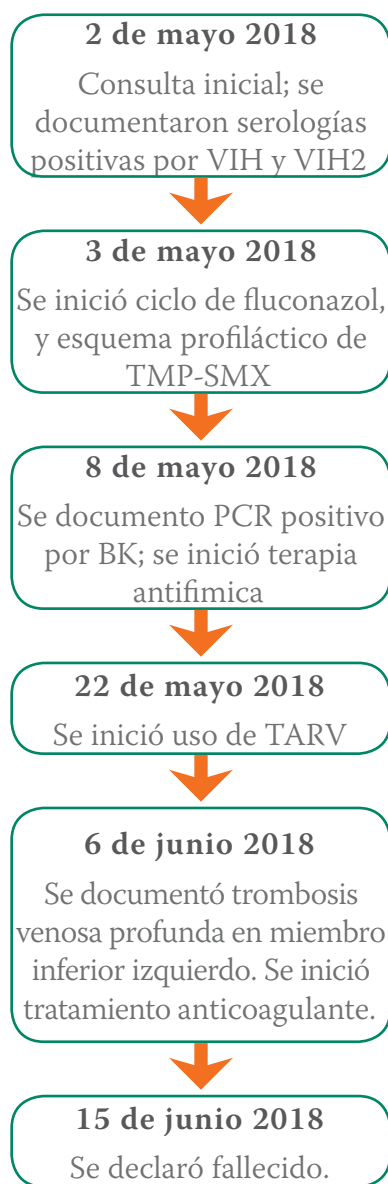 2 de mayo 2018
Consulta inicial; se
documentaron serologías
positivas por VIH y VIH2
3 de mayo 2018
Se inició ciclo de fluconazol,
y esquema profiláctico de
TMP-SMX
8 de mayo 2018
Se documento PCR positivo
por BK; se inició terapia
antifimica
22 de mayo 2018
Se inició uso de TARV
6 de junio 2018
Se documentó trombosis
venosa profunda en miembro
inferior izquierdo. Se inició
tratamiento anticoagulante.
15 de junio 2018
Se declaró fallecido.